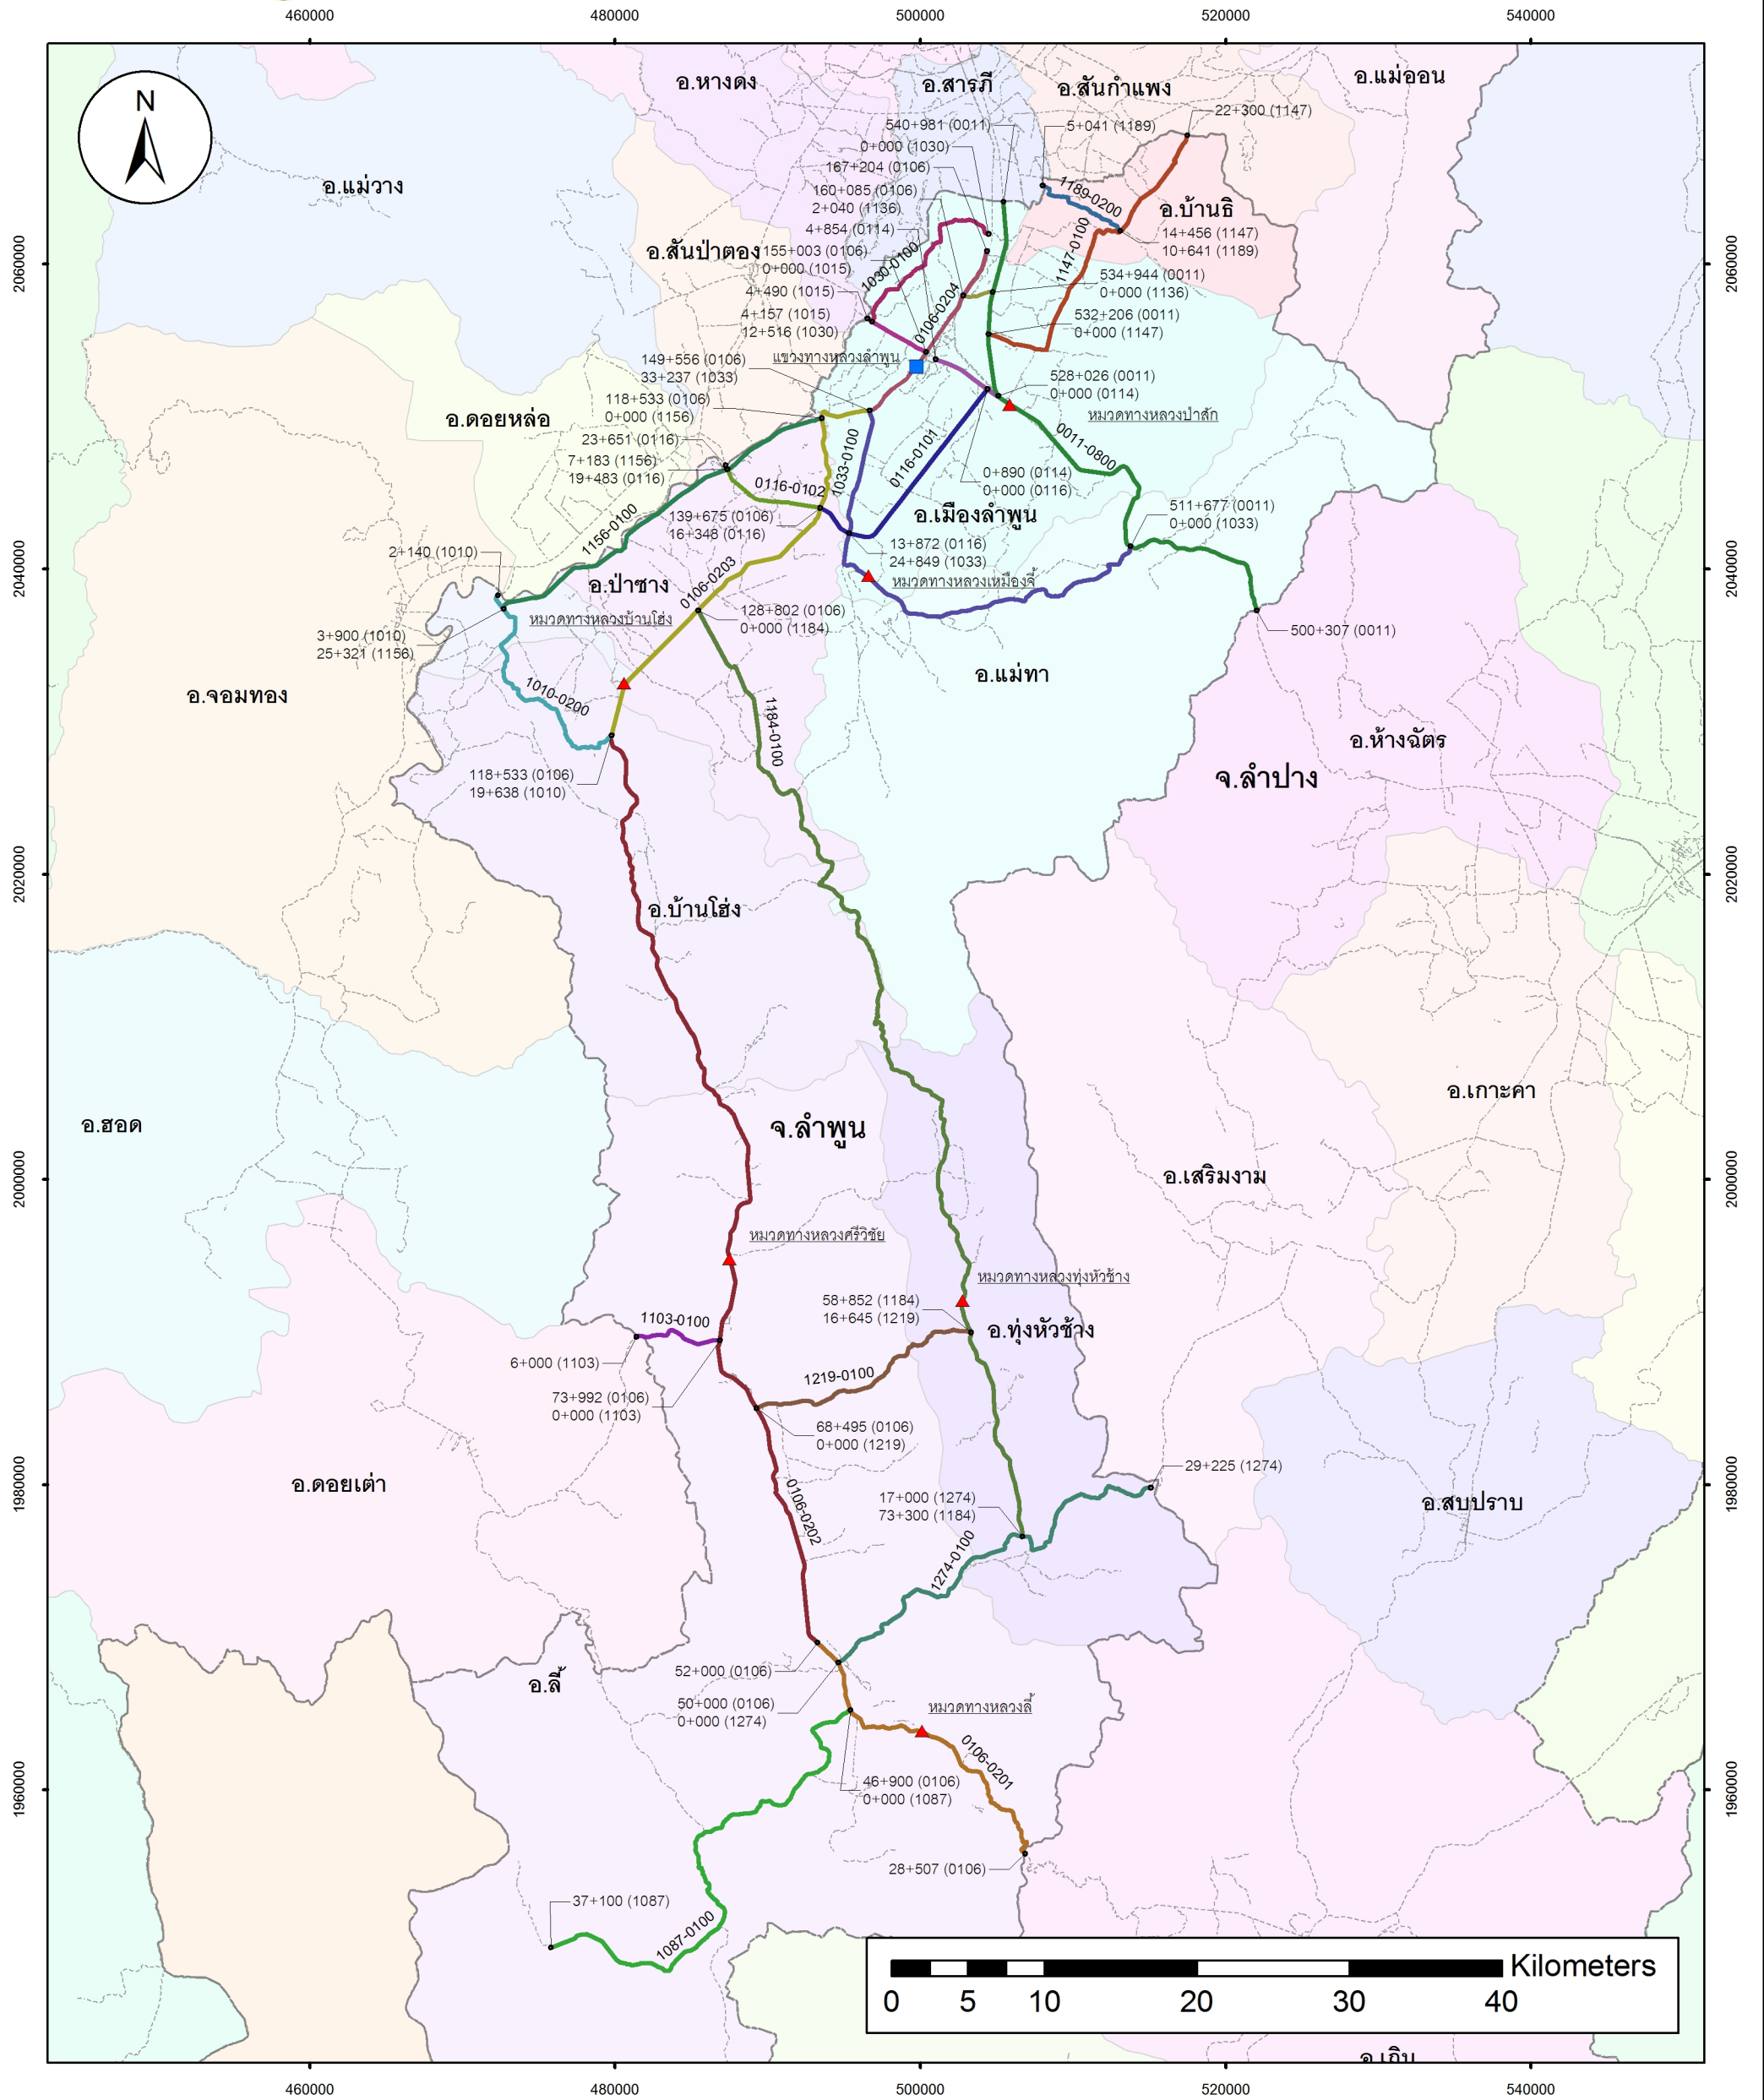 460000
480000
500000
520000
540000
N
อ.หางดง
อ.สารภี
อ.สันกำแพง
อ.แม่ออน
22+300 (1147)
540+981 (0011)
5+041 (1189)
0+000 (1030)
167+204 (0106)
อ.แม่วาง
160+085 (0106)
2+040 (1136)
1189-0200
อ.บ้านธิ
4+854 (0114)
14+456 (1147)
10+641 (1189)
อ.สันป่าตอง
155+003 (0106)
0+000 (1015)
1030-0100
1147-0100
2060000
2060000
534+944 (0011)
0+000 (1136)
4+490 (1015)
0106-0204
4+157 (1015)
12+516 (1030)
532+206 (0011)
0+000 (1147)
149+556 (0106)
33+237 (1033)
แขวงทางหลวงลำพูน
528+026 (0011)
0+000 (0114)
118+533 (0106)
0+000 (1156)
หมวดทางหลวงป่าสัก
อ.ดอยหล่อ
23+651 (0116)
0011-0800
7+183 (1156)
19+483 (0116)
1033-0100
0116-0101
0+890 (0114)
0+000 (0116)
0116-0102
อ.เมืองลำพูน
511+677 (0011)
0+000 (1033)
139+675 (0106)
16+348 (0116)
1156-0100
2+140 (1010)
13+872 (0116)
24+849 (1033)
2040000
2040000
อ.ป่าซาง
0106-0203
หมวดทางหลวงเหมืองจี้
หมวดทางหลวงบ้านโฮ่ง
128+802 (0106)
0+000 (1184)
3+900 (1010)
25+321 (1156)
500+307 (0011)
อ.แม่ทา
อ.จอมทอง
1010-0200
1184-0100
อ.ห้างฉัตร
118+533 (0106)
19+638 (1010)
จ.ลำปาง
2020000
2020000
อ.บ้านโฮ่ง
อ.เกาะคา
อ.ฮอด
จ.ลำพูน
2000000
2000000
อ.เสริมงาม
หมวดทางหลวงศรีวิชัย
หมวดทางหลวงทุ่งหัวช้าง
58+852 (1184)
16+645 (1219)
1103-0100
อ.ทุ่งหัวช้าง
6+000 (1103)
1219-0100
73+992 (0106)
0+000 (1103)
68+495 (0106)
0+000 (1219)
29+225 (1274)
1980000
1980000
อ.ดอยเต่า
17+000 (1274)
73+300 (1184)
อ.สบปราบ
0106-0202
1274-0100
52+000 (0106)
อ.ลี้
50+000 (0106)
0+000 (1274)
หมวดทางหลวงลี้
0106-0201
46+900 (0106)
0+000 (1087)
1960000
1960000
28+507 (0106)
37+100 (1087)
1087-0100
Kilometers
0 5 10 20 30 40
อ.เถิน
460000
480000
500000
520000
540000